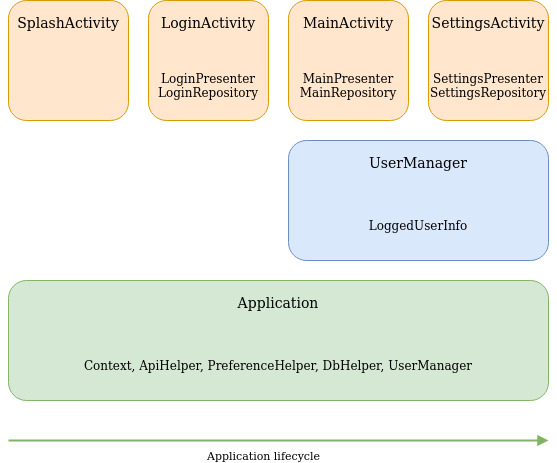 SplashActivity
LoginActivity
LoginPresenter
LoginRepository
MainActivity
MainPresenter
MainRepository
SettingsActivity
SettingsPresenter
SettingsRepository
UserManager
LoggedUserInfo
Application
Context, ApiHelper, PreferenceHelper, DbHelper, UserManager
Application lifecycle